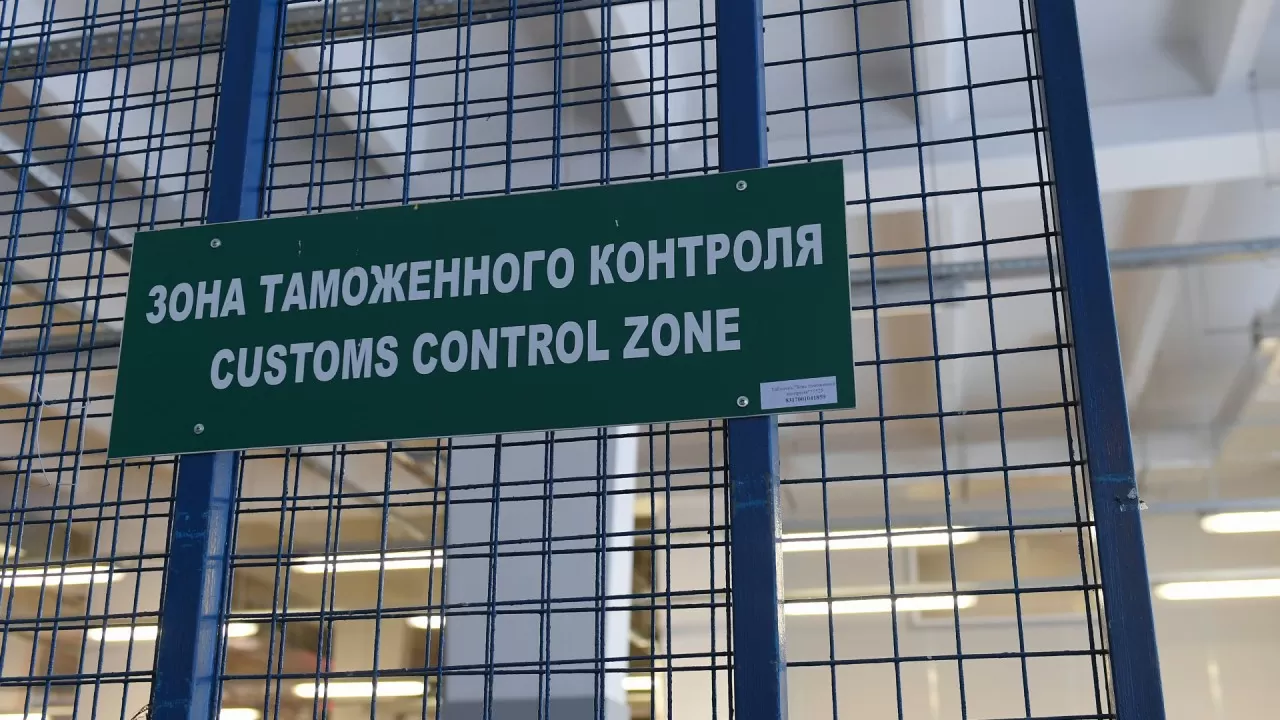 ЗОНА ТАМОЖЕННОГО КОНТРОЛЯ
CUSTOMS CONTROL ZONE